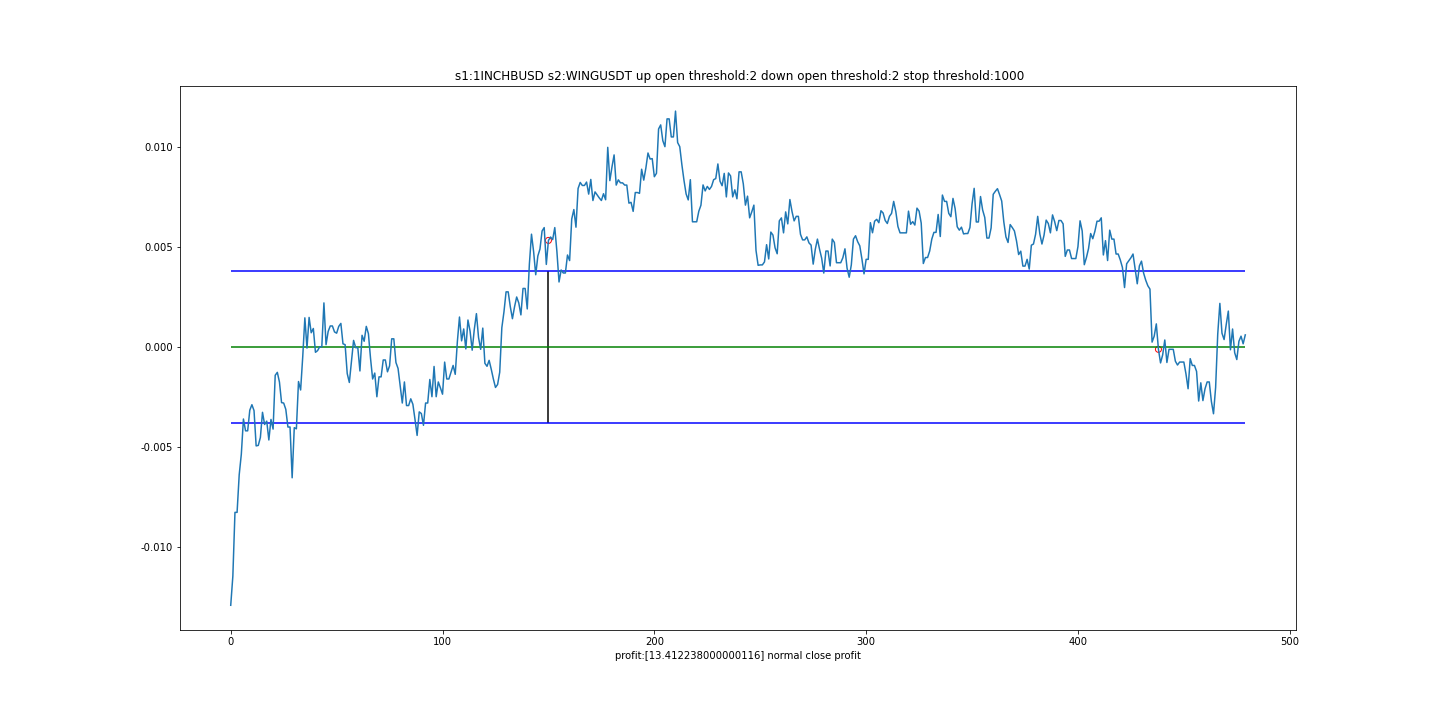 s1:1INCHBUSD s2:WINGUSDT up open threshold:2 down open threshold:2 stop threshold:1000
0.010
0.005
0.000
-0.005
-0.010
0 100 200 300 400 500
profit:[13.412238000000116] normal close profit